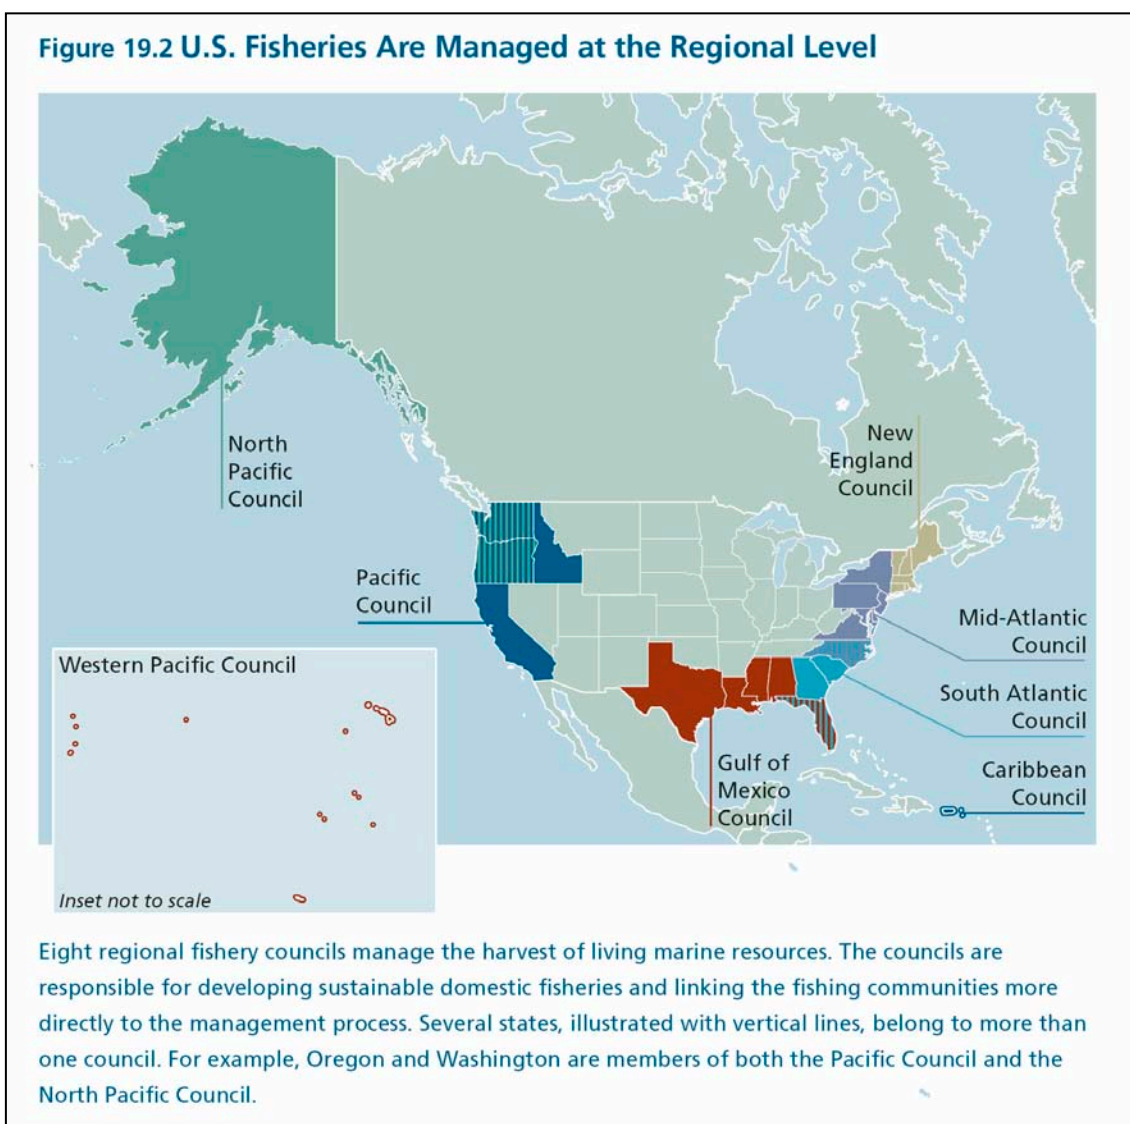 Figure 19.2 U.S. Fisheries Are Managed at the Regional Level
North
Pacific
Council
New
England
Council
Pacific
Council
Mid-Atlantic
Council
Western Pacific Council
South Atlantic
Council
Gulf of
Mexico
Council
Caribbean
Council
Inset not to scale
Eight regional fishery councils manage the harvest of living marine resources. The councils are
responsible for developing sustainable domestic fisheries and linking the fishing communities more
directly to the management process. Several states, illustrated with vertical lines, belong to more than
one council. For example, Oregon and Washington are members of both the Pacific Council and the
North Pacific Council.